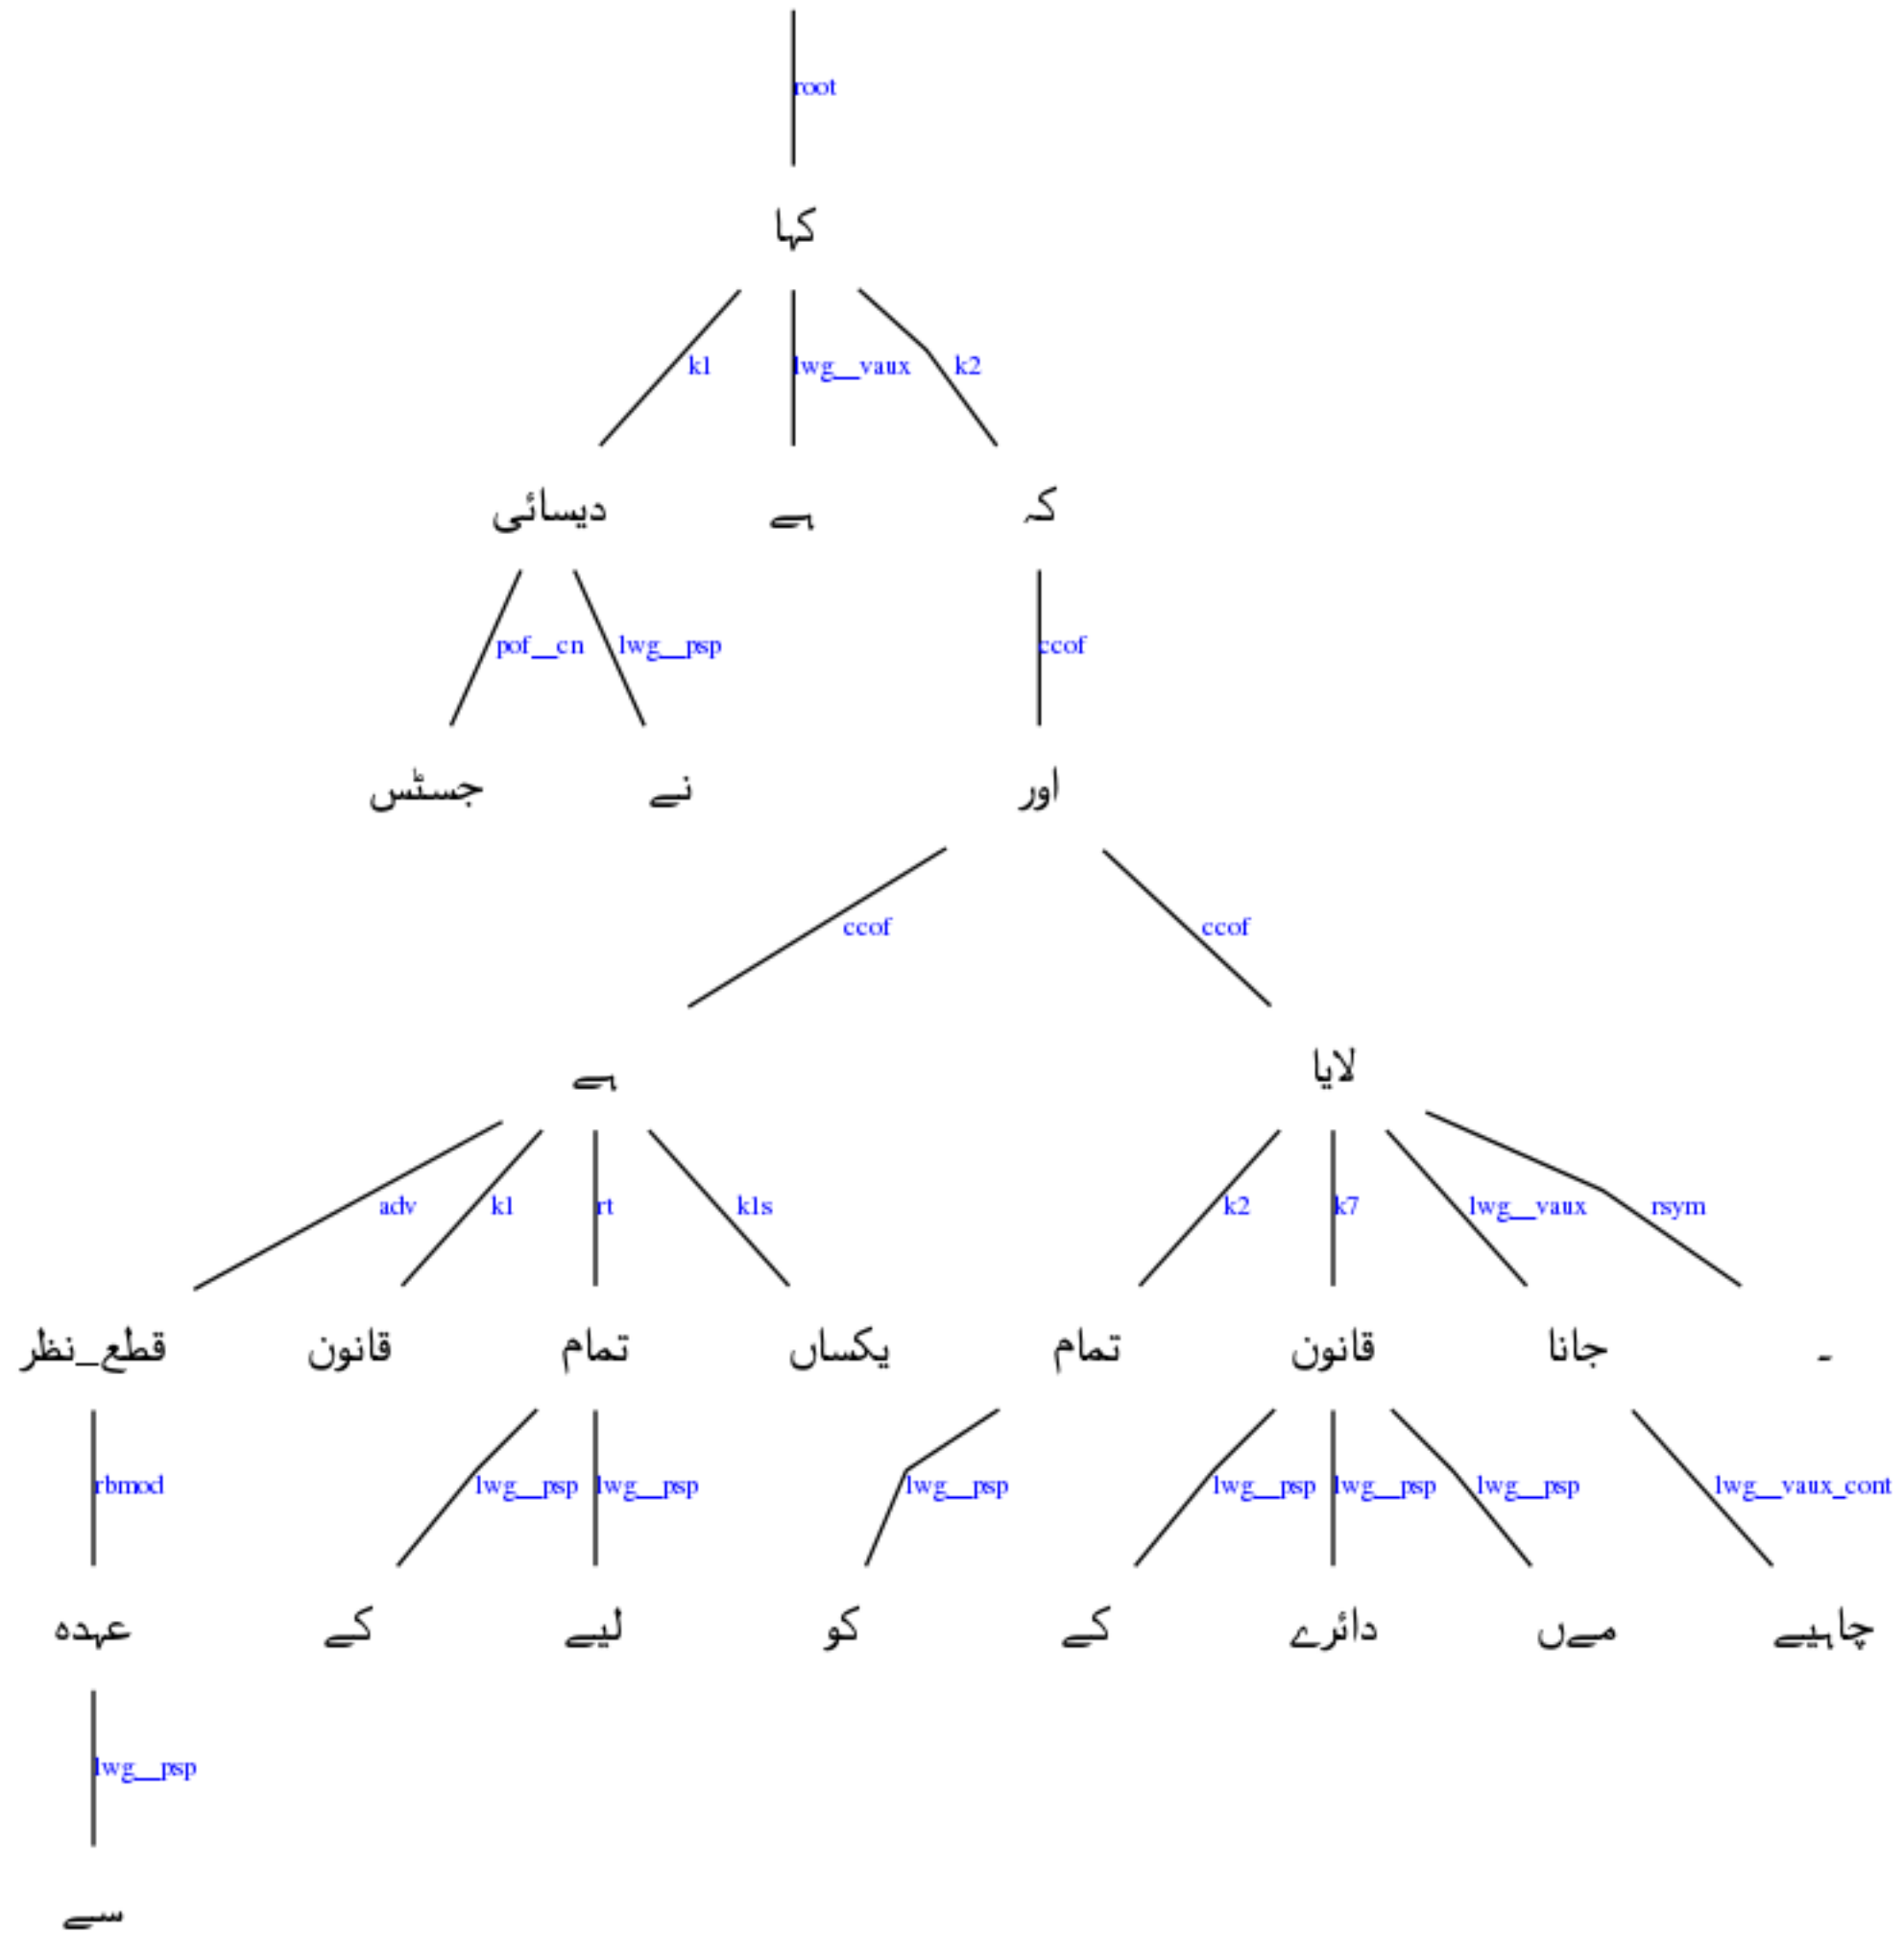 root
کہا
k1 lwg__vaux k2
دیسائی ہے کہ
pof__cn lwg__psp ccof
جسٹس نے اور
ccof ccof
ہے لایا
adv k1 rt k1s k2 k7 lwg__vaux rsym
قطع_نظر قانون تمام یکساں تمام قانون جانا ۔
rbmod lwg__psp lwg__psp lwg__psp lwg__psp lwg__psp lwg__psp lwg__vaux_cont
عہدہ کے لیے کو کے دائرے مےں چاہیے
lwg__psp
سے